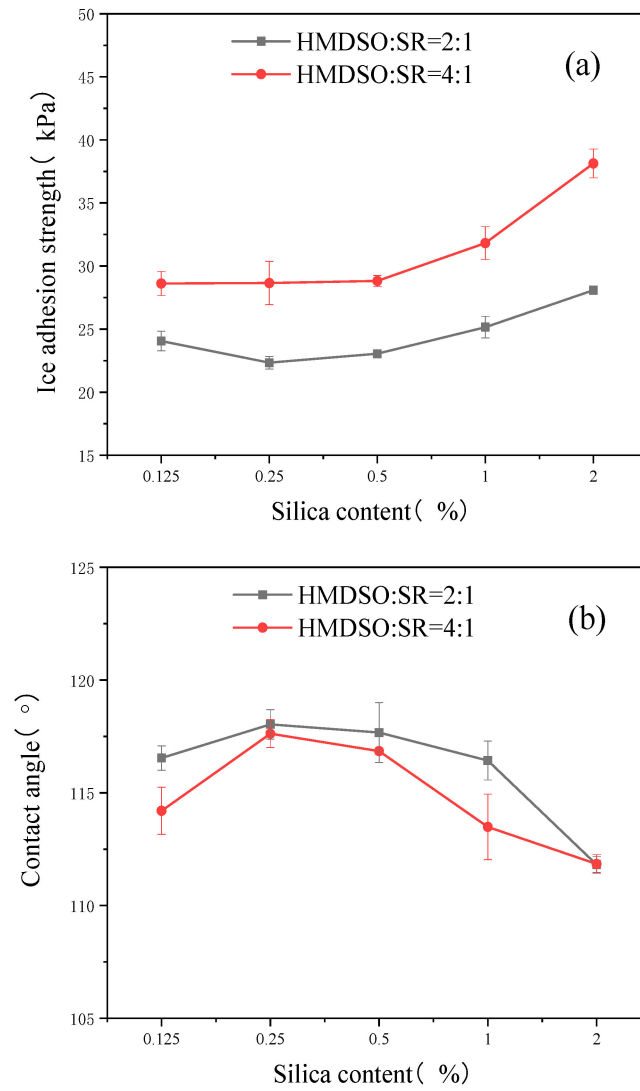 50
45
40
35
30
25
20
15
Ice adhesion strength( kPa)
HMDSO:SR=2:1
HMDSO:SR=4:1
(a)
0.125 0.25 0.5 1 2
Silica content( %)
125
120
115
110
105
Contact angle( °)
HMDSO:SR=2:1
HMDSO:SR=4:1
(b)
0.125 0.25 0.5 1 2
Silica content( %)